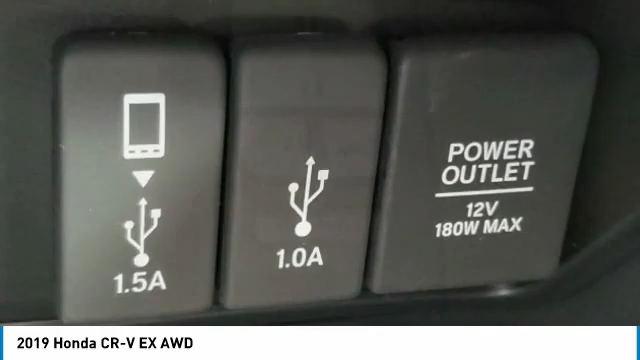 1.5A
1.0A
POWER
OUTLET
12V
180W MAX
2019 Honda CR-V EX AWD